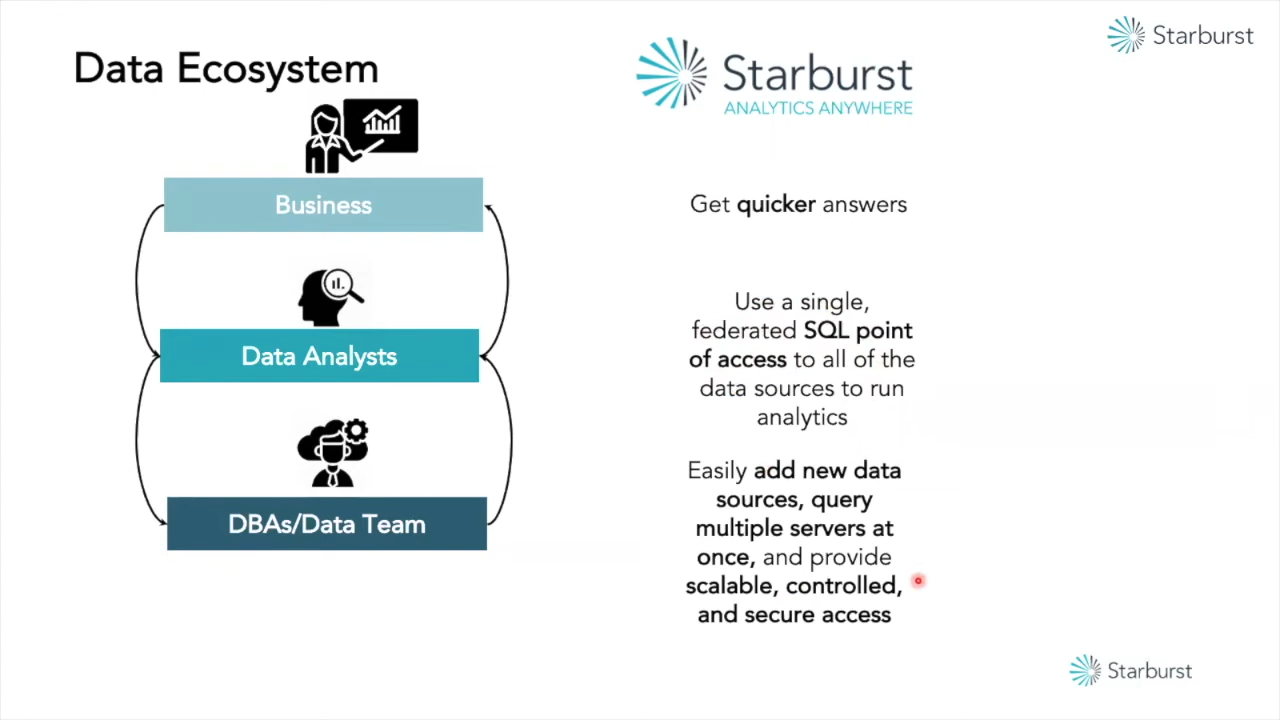 Starburst
Data Ecosystem
Starburst
ANALYTICS ANYWHERE
Business
Get quicker answers
Data Analysts
Use a single,
federated SQL point
of access to all of the
data sources to run
analytics
DBAs/Data Team
Easily add new data
sources, query
multiple servers at
once, and provide
scalable, controlled,
and secure access
Starburst